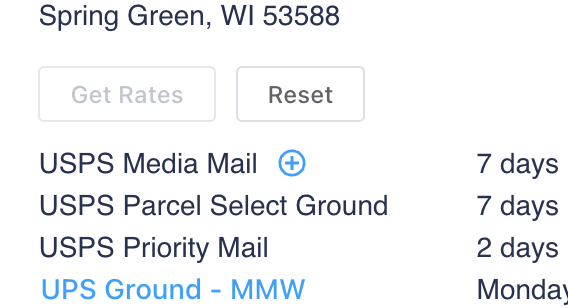 Spring Green, WI 53588
Get Rates Reset
USPS Media Mail 7 days
USPS Parcel Select Ground 7 days
USPS Priority Mail 2 days
UPS Ground - MMW Monday